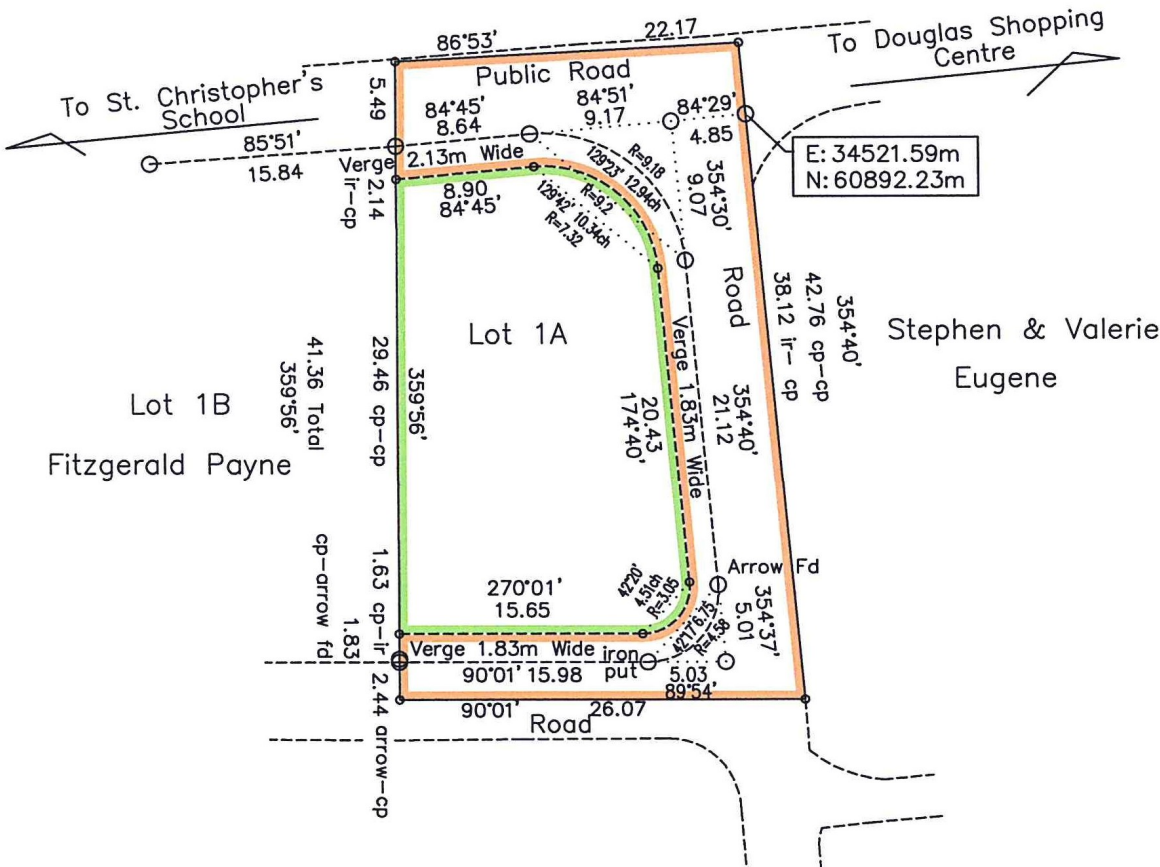 86°53'
22.17
To Douglas Shopping
Centre
Public Road
To St. Christopher's
School
5.49
84°45'
8.64
84°51'
9.17
84°29'
4.85
85°51'
15.84
E: 34521.59m
N: 60892.23m
Verge 2.13m Wide
ir-cp
2.14
8.90
84°45'
R=9.18
129°23' 12.94ch
R=9.2
129°42' 10.34ch
R=7.32
354°30'
9.07
Road
354°40'
42.76 cp-cp
38.12 ir- cp
Lot 1A
Stephen & Valerie
Eugene
Lot 1B
Fitzgerald Payne
359°56'
29.46 cp-cp
41.36 Total
359°56'
Verge 1.83m Wide
20.43
174°40'
354°40'
21.12
Arrow Fd
354°37'
5.01
270°01'
15.65
42°20'
4.51ch
R=3.05
42°17' 6.75
R=4.58
1.63 cp-ir
1.83
cp-arrow fd
Verge 1.83m Wide
iron
put
90°01' 15.98
5.03
89°54'
2.44 arrow-cp
90°01'
26.07
Road